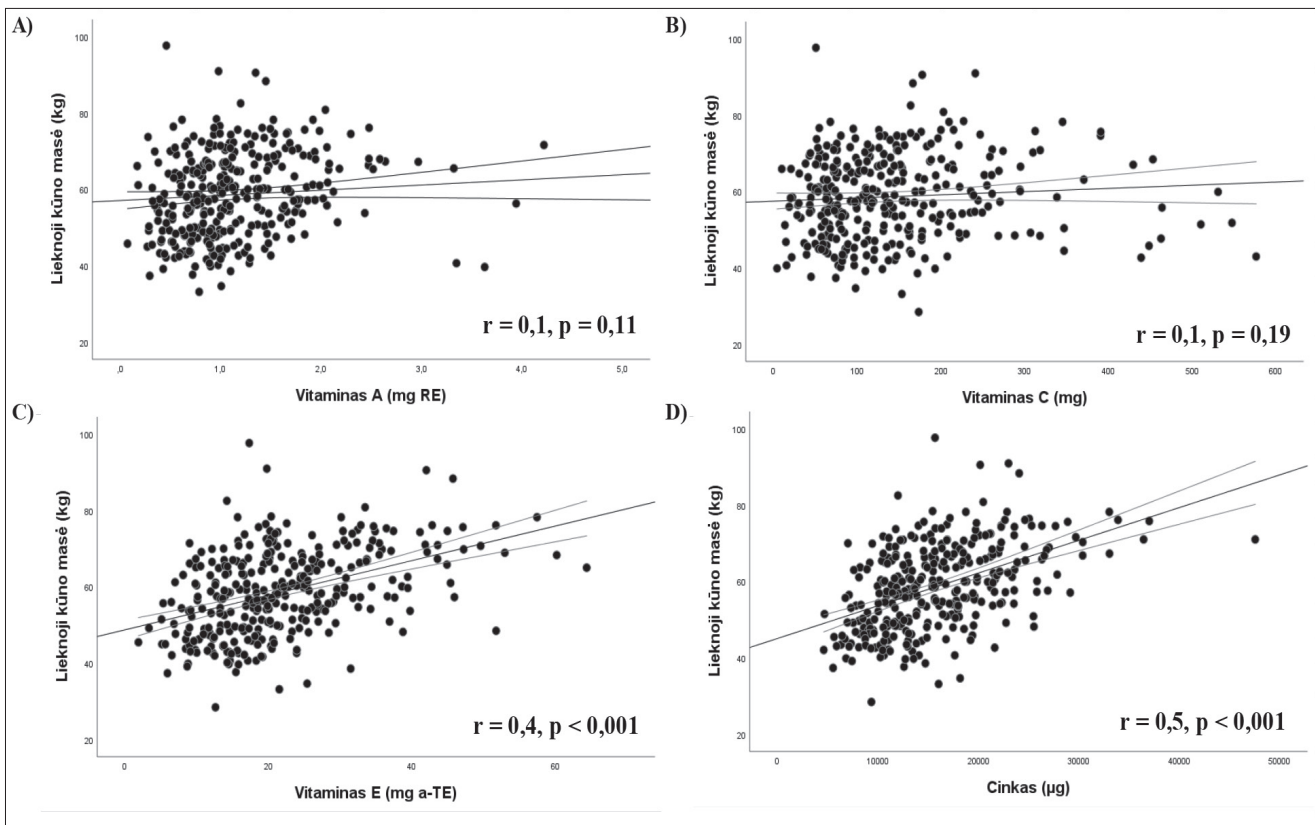 A)
Lieknoji kūno masė (kg)
100
80
60
40
20
,0
1,0
2,0
3,0
4,0
5,0
r = 0,1, p = 0,11
Vitaminas A (mg RE)
B)
Lieknoji kūno masė (kg)
100
80
60
40
20
0
100
200
300
400
500
600
r = 0,1, p = 0,19
Vitaminas C (mg)
C)
Lieknoji kūno masė (kg)
100
80
60
40
20
0
20
40
60
r = 0,4, p < 0,001
Vitaminas E (mg a-TE)
D)
Lieknoji kūno masė (kg)
100
80
60
40
20
0
10000
20000
30000
40000
50000
r = 0,5, p < 0,001
Cinkas (µg)